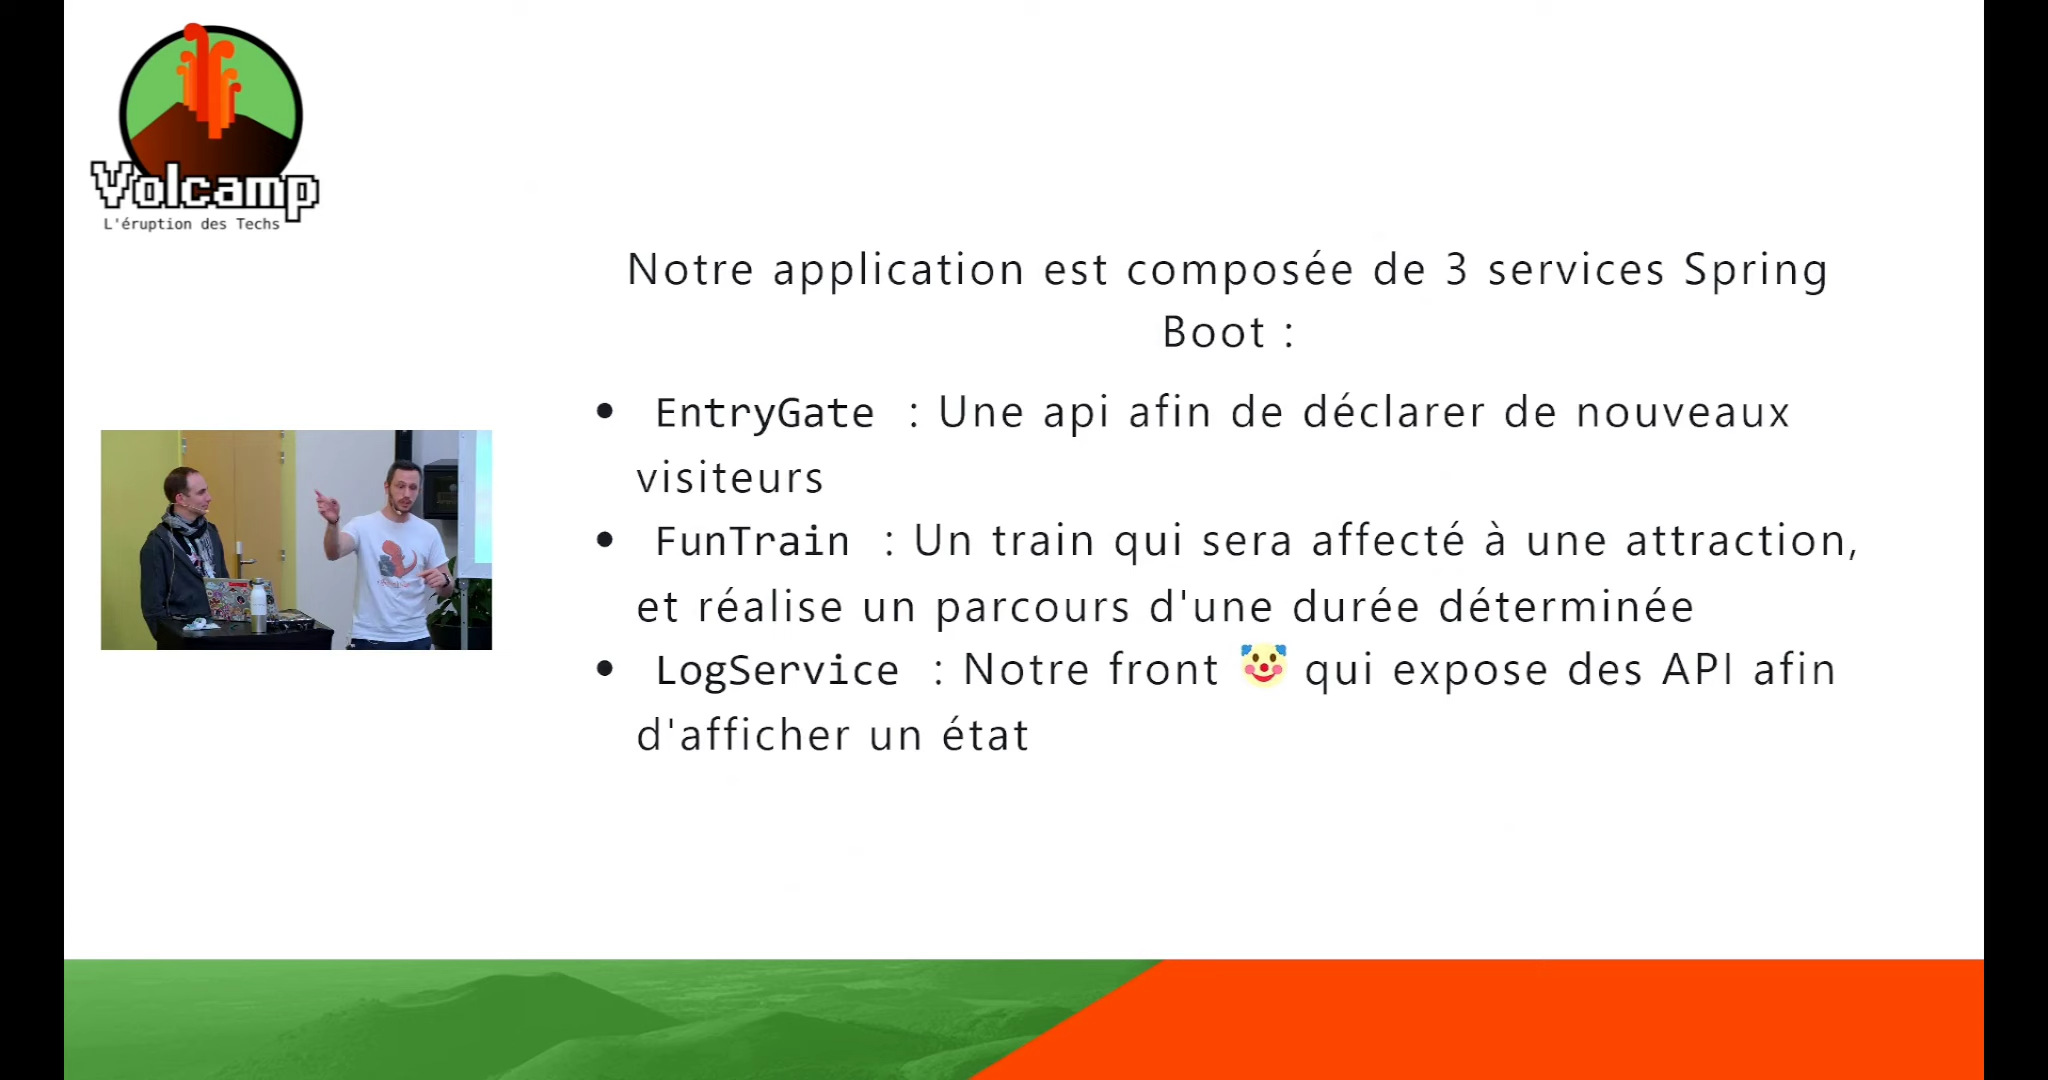 Volcamp
L'éruption des Techs
Notre application est composée de 3 services Spring
Boot :
• EntryGate : Une api afin de déclarer de nouveaux
visiteurs
• FunTrain : Un train qui sera affecté à une attraction,
et réalise un parcours d'une durée déterminée
• LogService : Notre front 🤡 qui expose des API afin
d'afficher un état